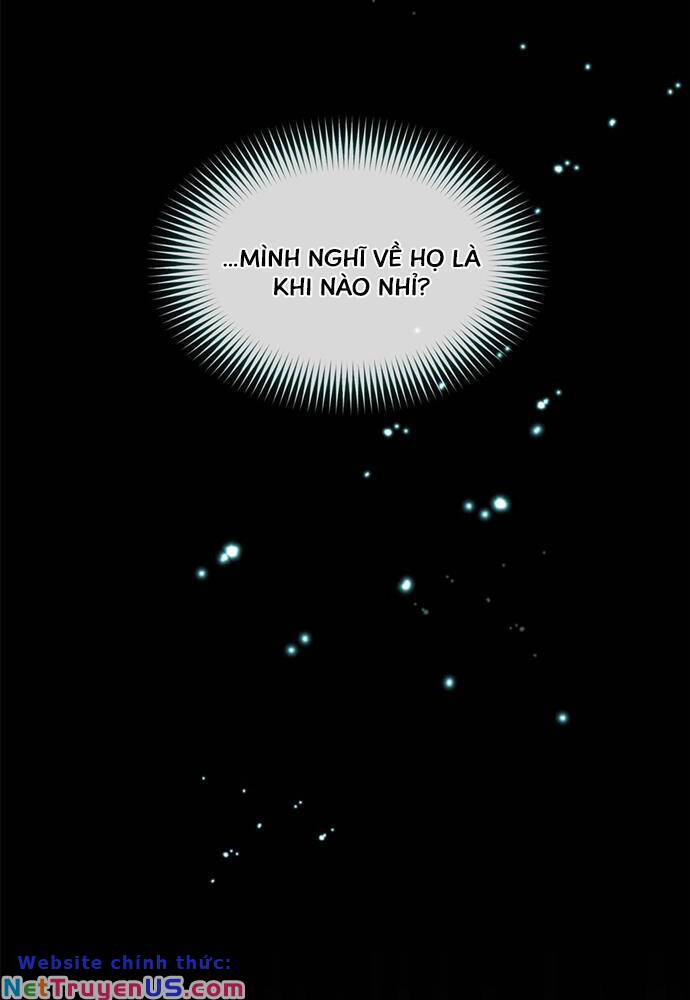 ...MÌNH NGHĨ VỀ HỌ LÀ
KHI NÀO NHỈ?
Website chính thức:
NetTruyenUS.com